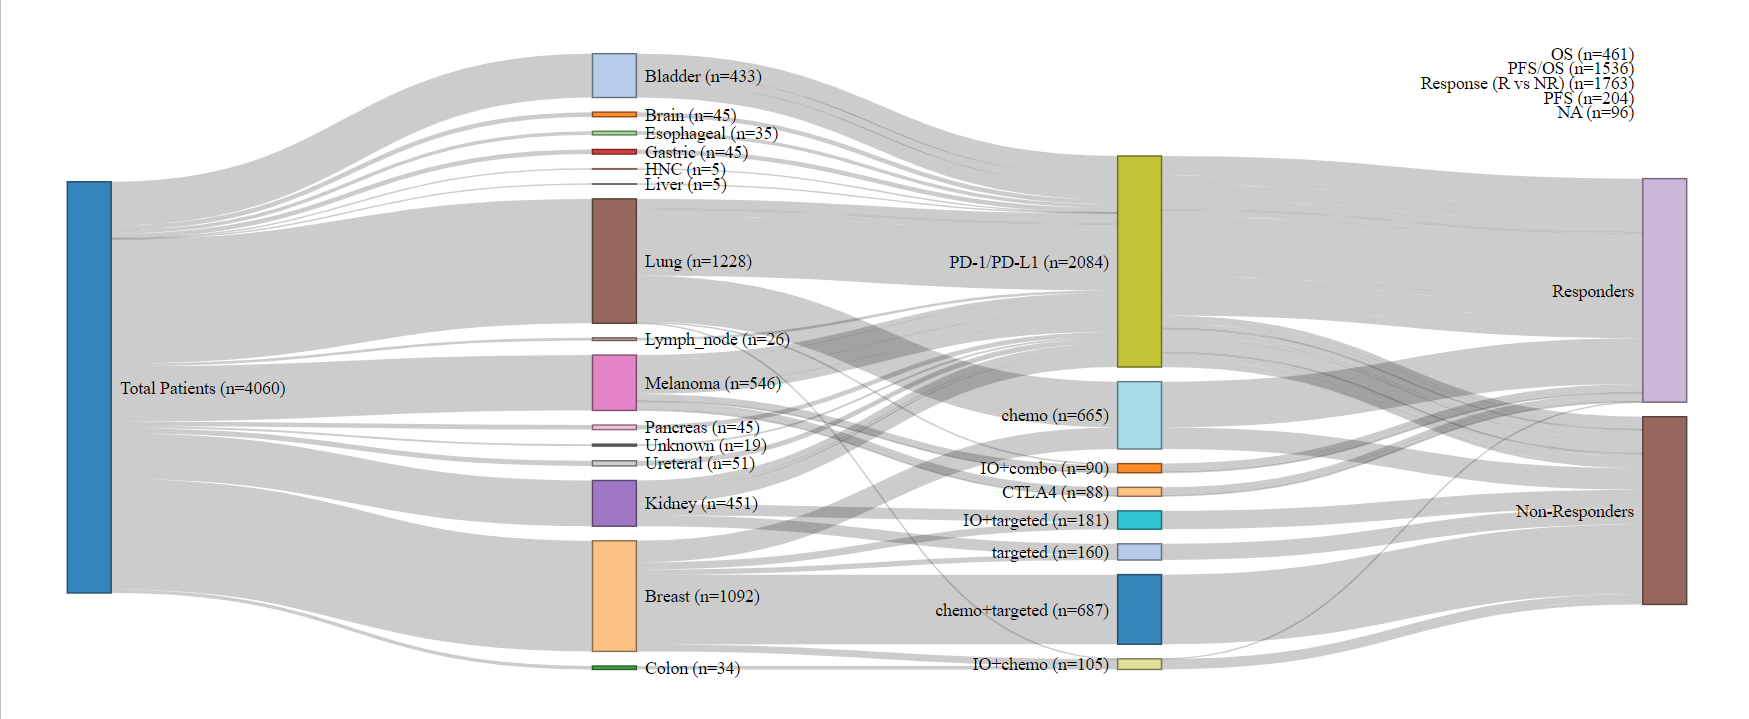 Total Patients (n=4060)
Bladder (n=433)
Brain (n=45)
Esophageal (n=35)
Gastric (n=45)
HNC (n=5)
Liver (n=5)
Lung (n=1228)
Lymph_node (n=26)
Melanoma (n=546)
Pancreas (n=45)
Unknown (n=19)
Ureteral (n=51)
Kidney (n=451)
Breast (n=1092)
Colon (n=34)
PD-1/PD-L1 (n=2084)
chemo (n=665)
IO+combo (n=90)
CTLA4 (n=88)
IO+targeted (n=181)
targeted (n=160)
chemo+targeted (n=687)
IO+chemo (n=105)
OS (n=461)
PFS/OS (n=1536)
Response (R vs NR) (n=1763)
PFS (n=204)
NA (n=96)
Responders
Non-Responders